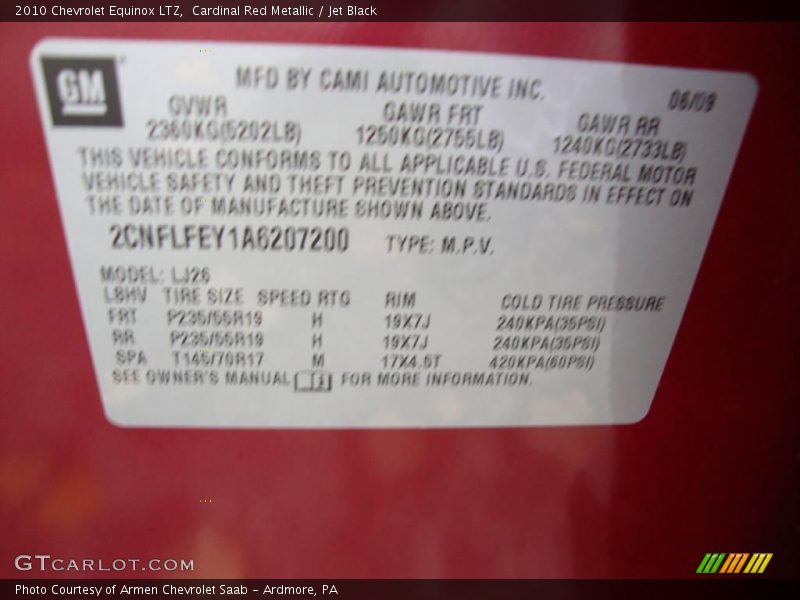 2010 Chevrolet Equinox LTZ, Cardinal Red Metallic / Jet Black
GM
MFD BY CAMI AUTOMOTIVE INC.
06/09
GVWR GAWR FRT GAWR RR
2360KG(5202LB) 1250KG(2755LB) 1240KG(2733LB)
THIS VEHICLE CONFORMS TO ALL APPLICABLE U.S. FEDERAL MOTOR
VEHICLE SAFETY AND THEFT PREVENTION STANDARDS IN EFFECT ON
THE DATE OF MANUFACTURE SHOWN ABOVE.
2CNFLFEY1A6207200 TYPE: M.P.V.
MODEL: LJ26
LBHV TIRE SIZE SPEED RTG RIM COLD TIRE PRESSURE
FRT P235/55R19 H 19X7J 240KPA(35PSI)
RR P235/55R19 H 19X7J 240KPA(35PSI)
SPA T145/70R17 M 17X4.5T 420KPA(60PSI)
SEE OWNER'S MANUAL FOR MORE INFORMATION.
GTCARLOT.COM
Photo Courtesy of Armen Chevrolet Saab - Ardmore, PA